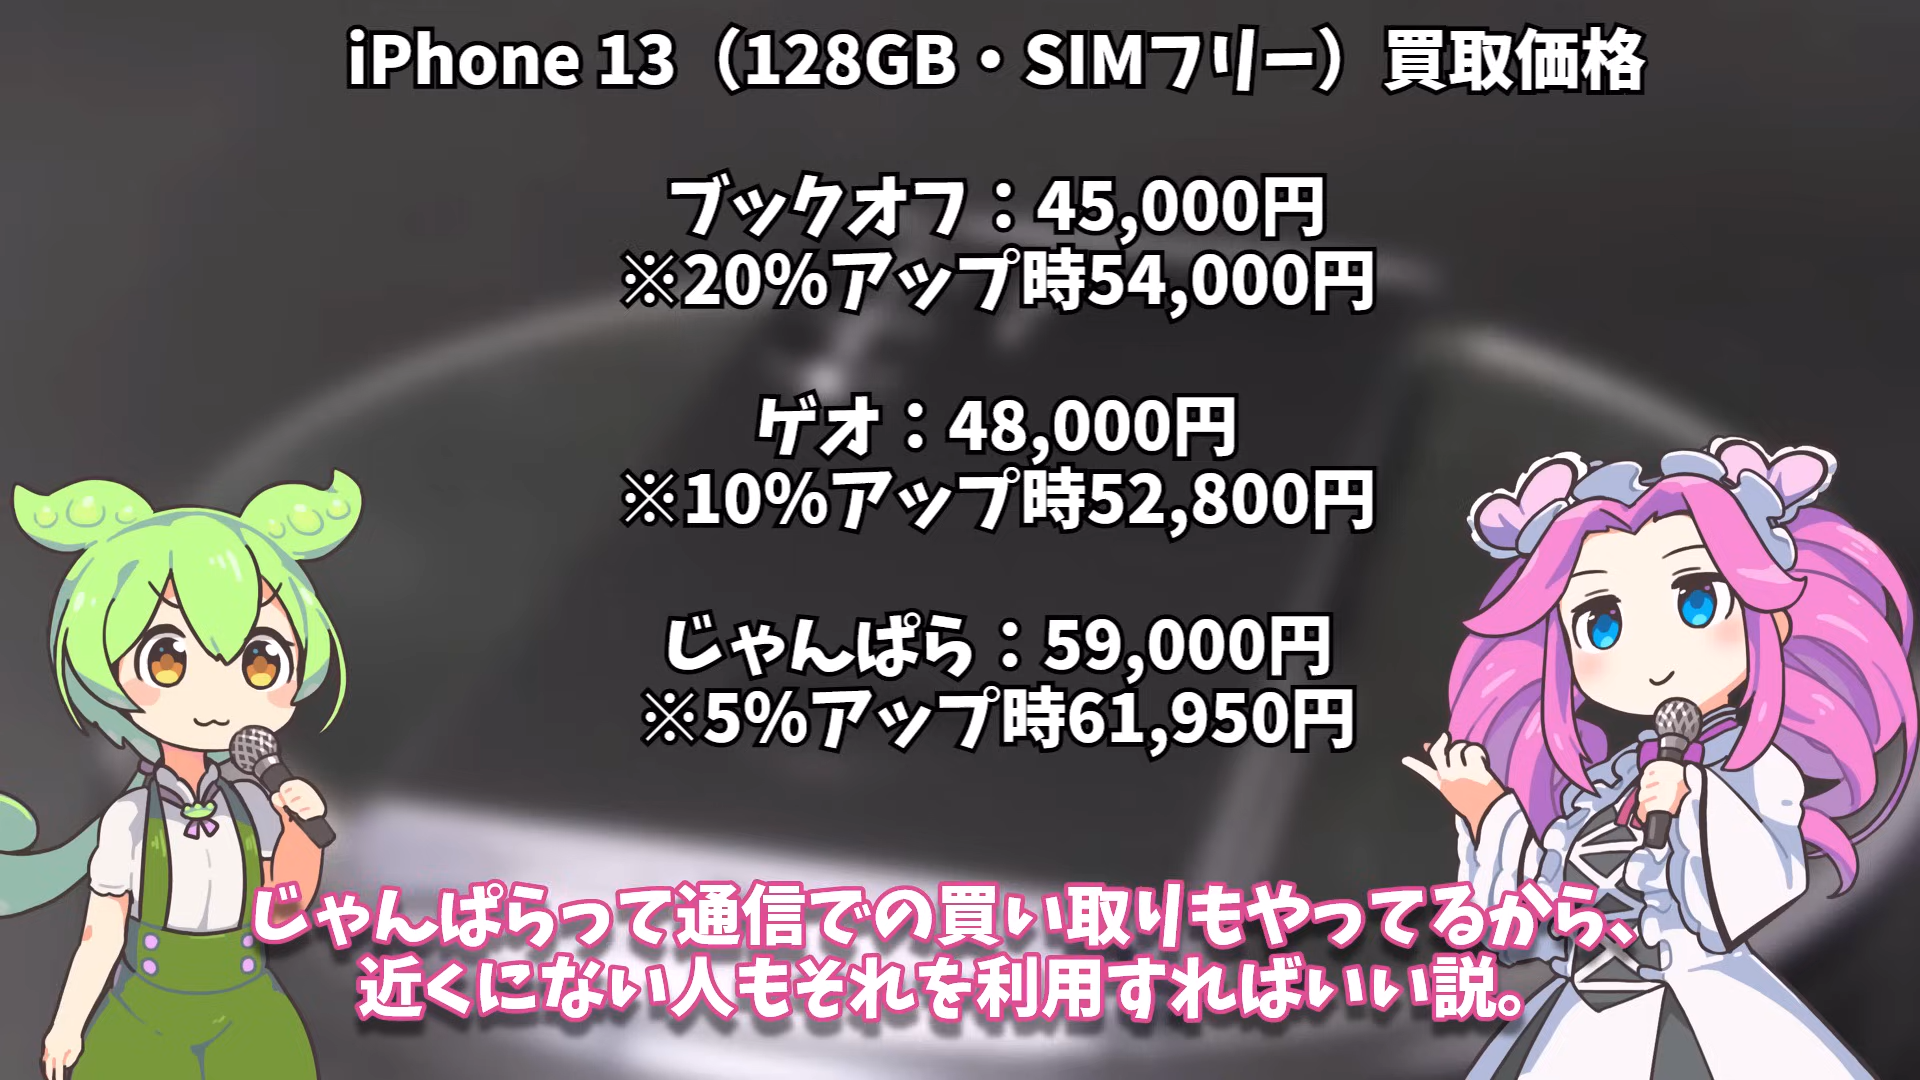 iPhone 13（128GB・SIMフリー）買取価格
ブックオフ：45,000円
※20%アップ時54,000円
ゲオ：48,000円
※10%アップ時52,800円
じゃんぱら：59,000円
※5%アップ時61,950円
じゃんぱらって通信での買い取りもやってるから、
近くにない人もそれを利用すればいい説。